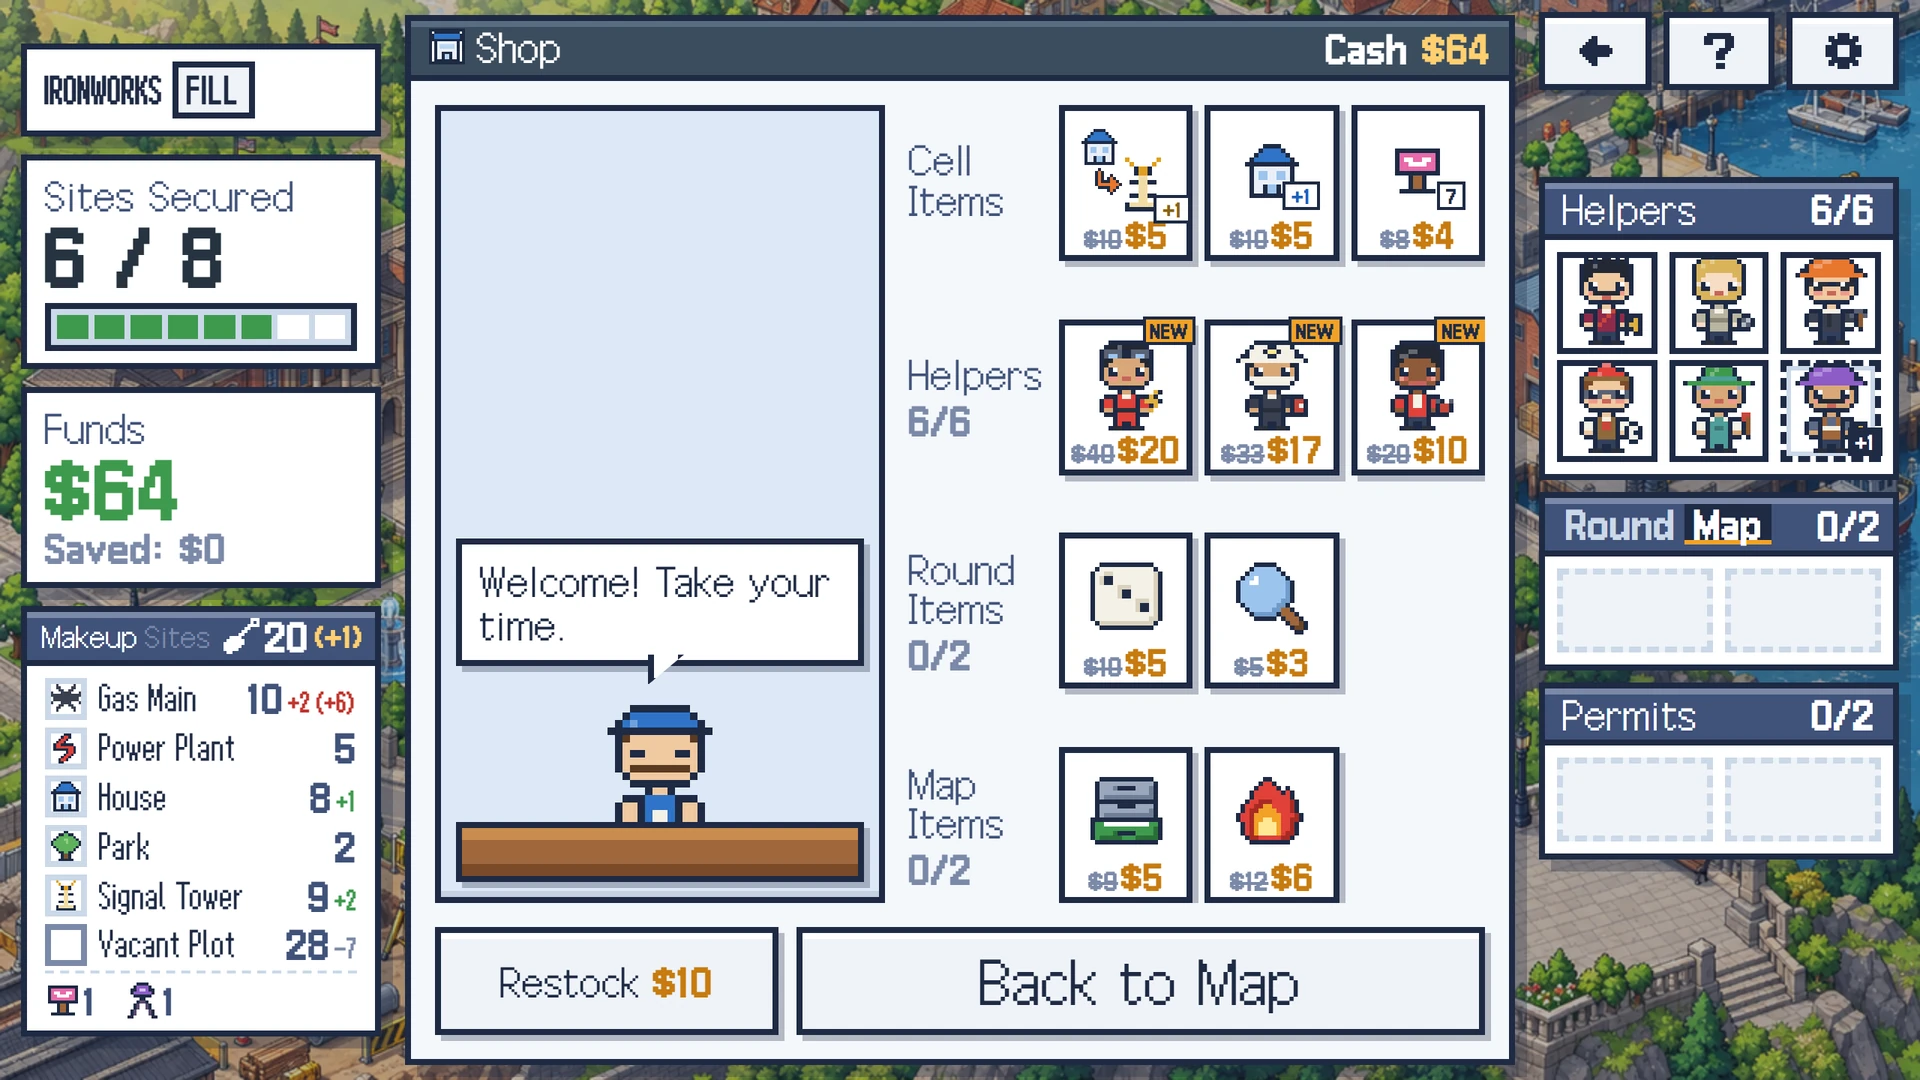 IRONWORKS FILL
Sites Secured
6 / 8
Funds
$64
Saved: $0
Makeup Sites 20 (+1)
Gas Main 10 +2 (+6)
Power Plant 5
House 8 +1
Park 2
Signal Tower 9 +2
Vacant Plot 28 -7
1 1
Shop Cash $64
Welcome! Take your
time.
Cell
Items
+1 +1 7
$10 $5 $10 $5 $8 $4
NEW NEW NEW
Helpers
6/6
$40 $20 $33 $17 $20 $10
Round
Items
0/2
$10 $5 $5 $3
Map
Items
0/2
$9 $5 $12 $6
Restock $10
Back to Map
?
Helpers 6/6
+1
Round Map 0/2
Permits 0/2